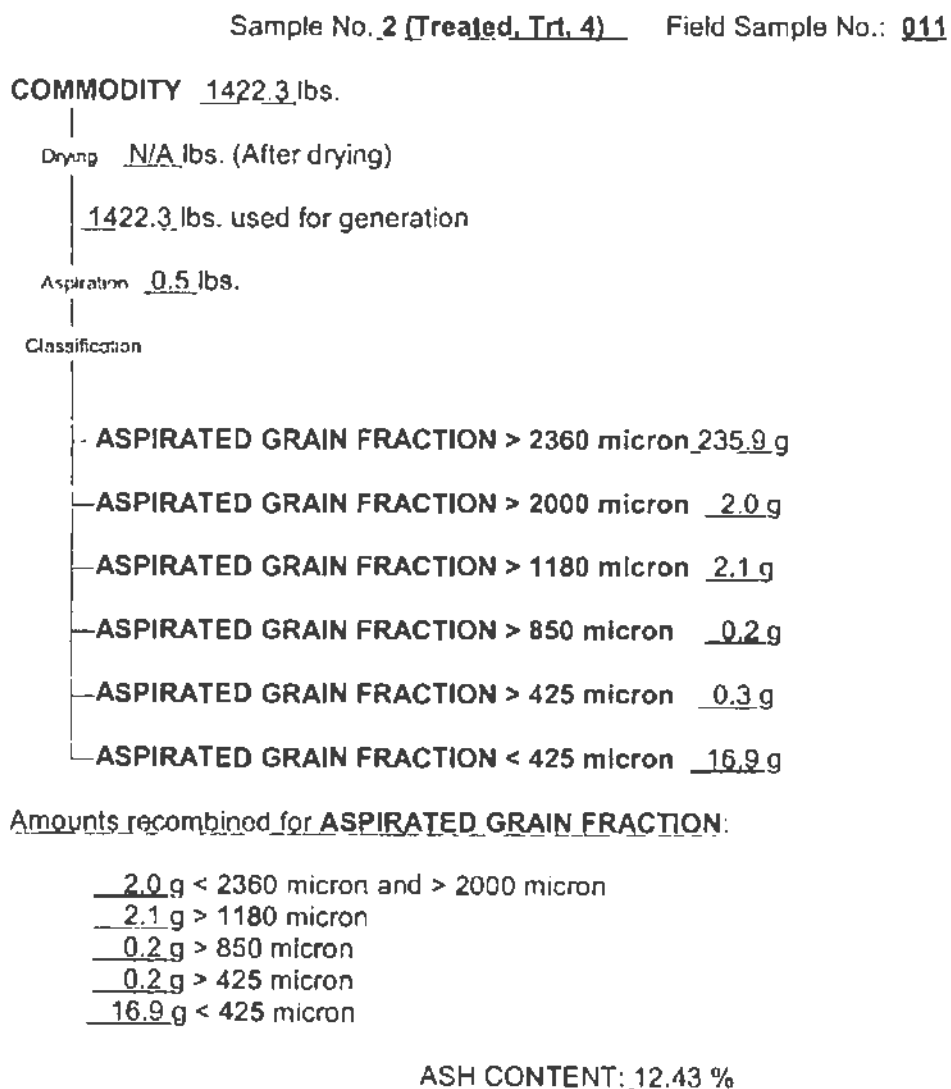 Sample No. 2 (Treated, Trt, 4) Field Sample No.: 011
COMMODITY 1422.3 lbs.
Drying N/A lbs. (After drying)
1422.3 lbs. used for generation
Aspiration 0.5 lbs.
Classification
ASPIRATED GRAIN FRACTION > 2360 micron 235.9 g
ASPIRATED GRAIN FRACTION > 2000 micron 2.0 g
ASPIRATED GRAIN FRACTION > 1180 micron 2.1 g
ASPIRATED GRAIN FRACTION > 850 micron 0.2 g
ASPIRATED GRAIN FRACTION > 425 micron 0.3 g
ASPIRATED GRAIN FRACTION < 425 micron 16.9 g
Amounts recombined for ASPIRATED GRAIN FRACTION:
2.0 g < 2360 micron and > 2000 micron
2.1 g > 1180 micron
0.2 g > 850 micron
0.2 g > 425 micron
16.9 g < 425 micron
ASH CONTENT: 12.43 %